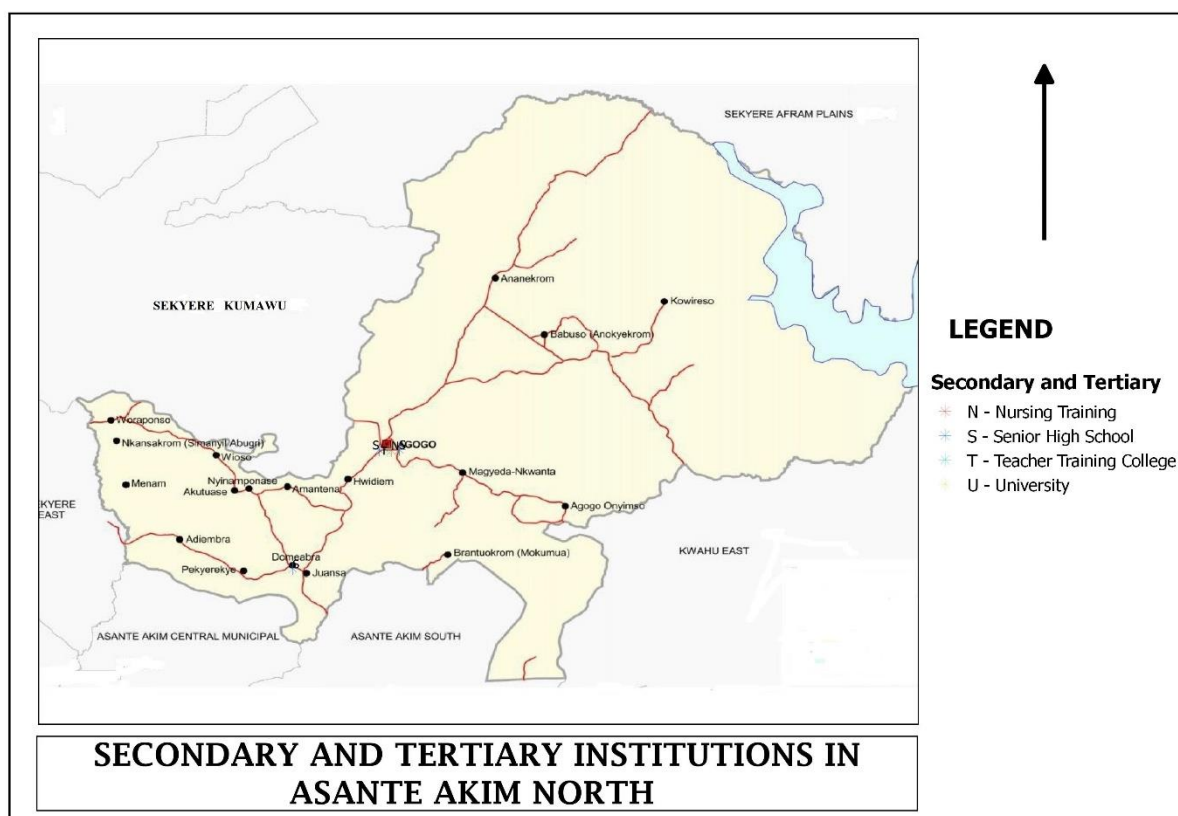 SEKYERE AFRAM PLAINS
Ananekrom
SEKYERE KUMAWU
Kowireso
Babuso (Anokyekrom)
Woraponso
Nkansakrom (Simanyi Abugri)
Wioso
AGOGO
Magyeda-Nkwanta
Menam
Nyinamponase
Akutuase
Amantena
Hwidiem
Agogo Onyimso
KYERE
EAST
Adiembra
Domeabra
Brantuokrom (Mokumua)
KWAHU EAST
Pekyerekye
Juansa
ASANTE AKIM CENTRAL MUNICIPAL
ASANTE AKIM SOUTH
LEGEND
Secondary and Tertiary
N - Nursing Training
S - Senior High School
T - Teacher Training College
U - University
SECONDARY AND TERTIARY INSTITUTIONS IN
ASANTE AKIM NORTH